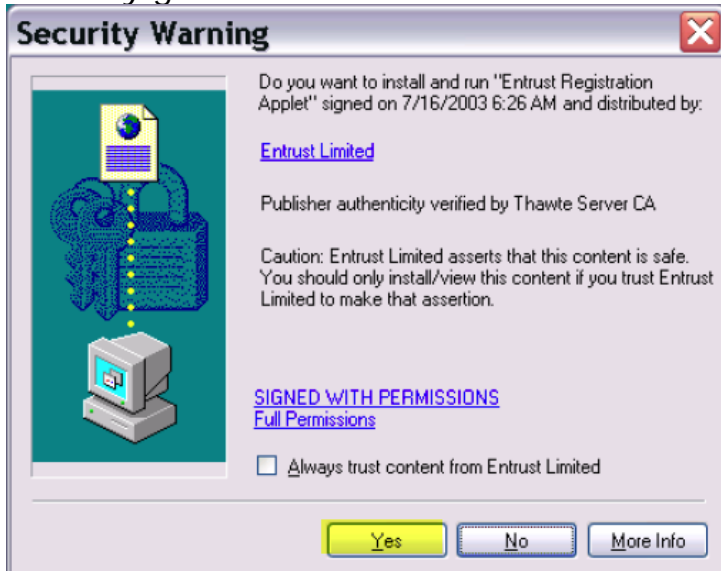 Security Warning
Do you want to install and run "Entrust Registration
Applet" signed on 7/16/2003 6:26 AM and distributed by:
Entrust Limited
Publisher authenticity verified by Thawte Server CA
Caution: Entrust Limited asserts that this content is safe.
You should only install/view this content if you trust Entrust
Limited to make that assertion.
SIGNED WITH PERMISSIONS
Full Permissions
Always trust content from Entrust Limited
Yes No More Info